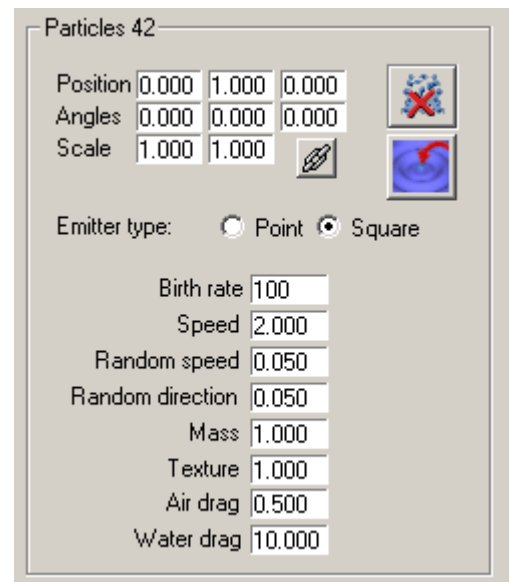 Particles 42
Position 0.000 1.000 0.000
Angles 0.000 0.000 0.000
Scale 1.000 1.000
Emitter type: Point Square
Birth rate 100
Speed 2.000
Random speed 0.050
Random direction 0.050
Mass 1.000
Texture 1.000
Air drag 0.500
Water drag 10.000